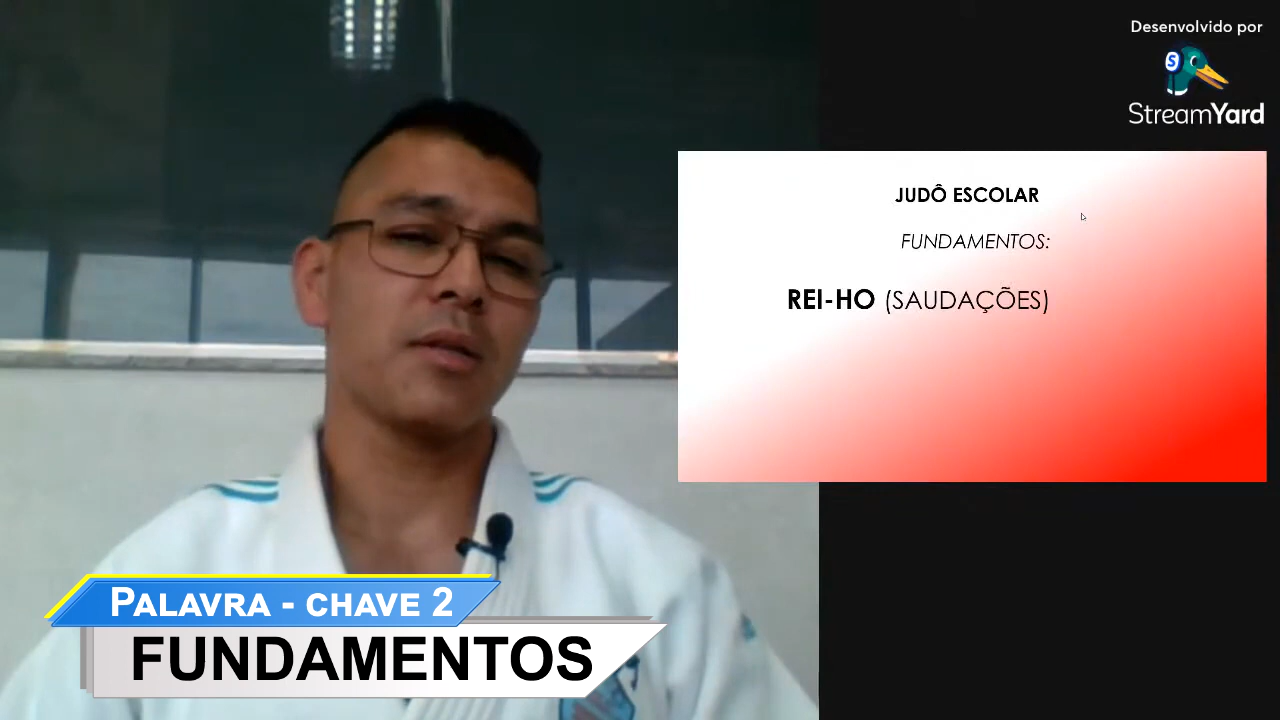 Desenvolvido por
S
StreamYard
JUDÔ ESCOLAR
FUNDAMENTOS:
REI-HO (SAUDAÇÕES)
PALAVRA - CHAVE 2
FUNDAMENTOS